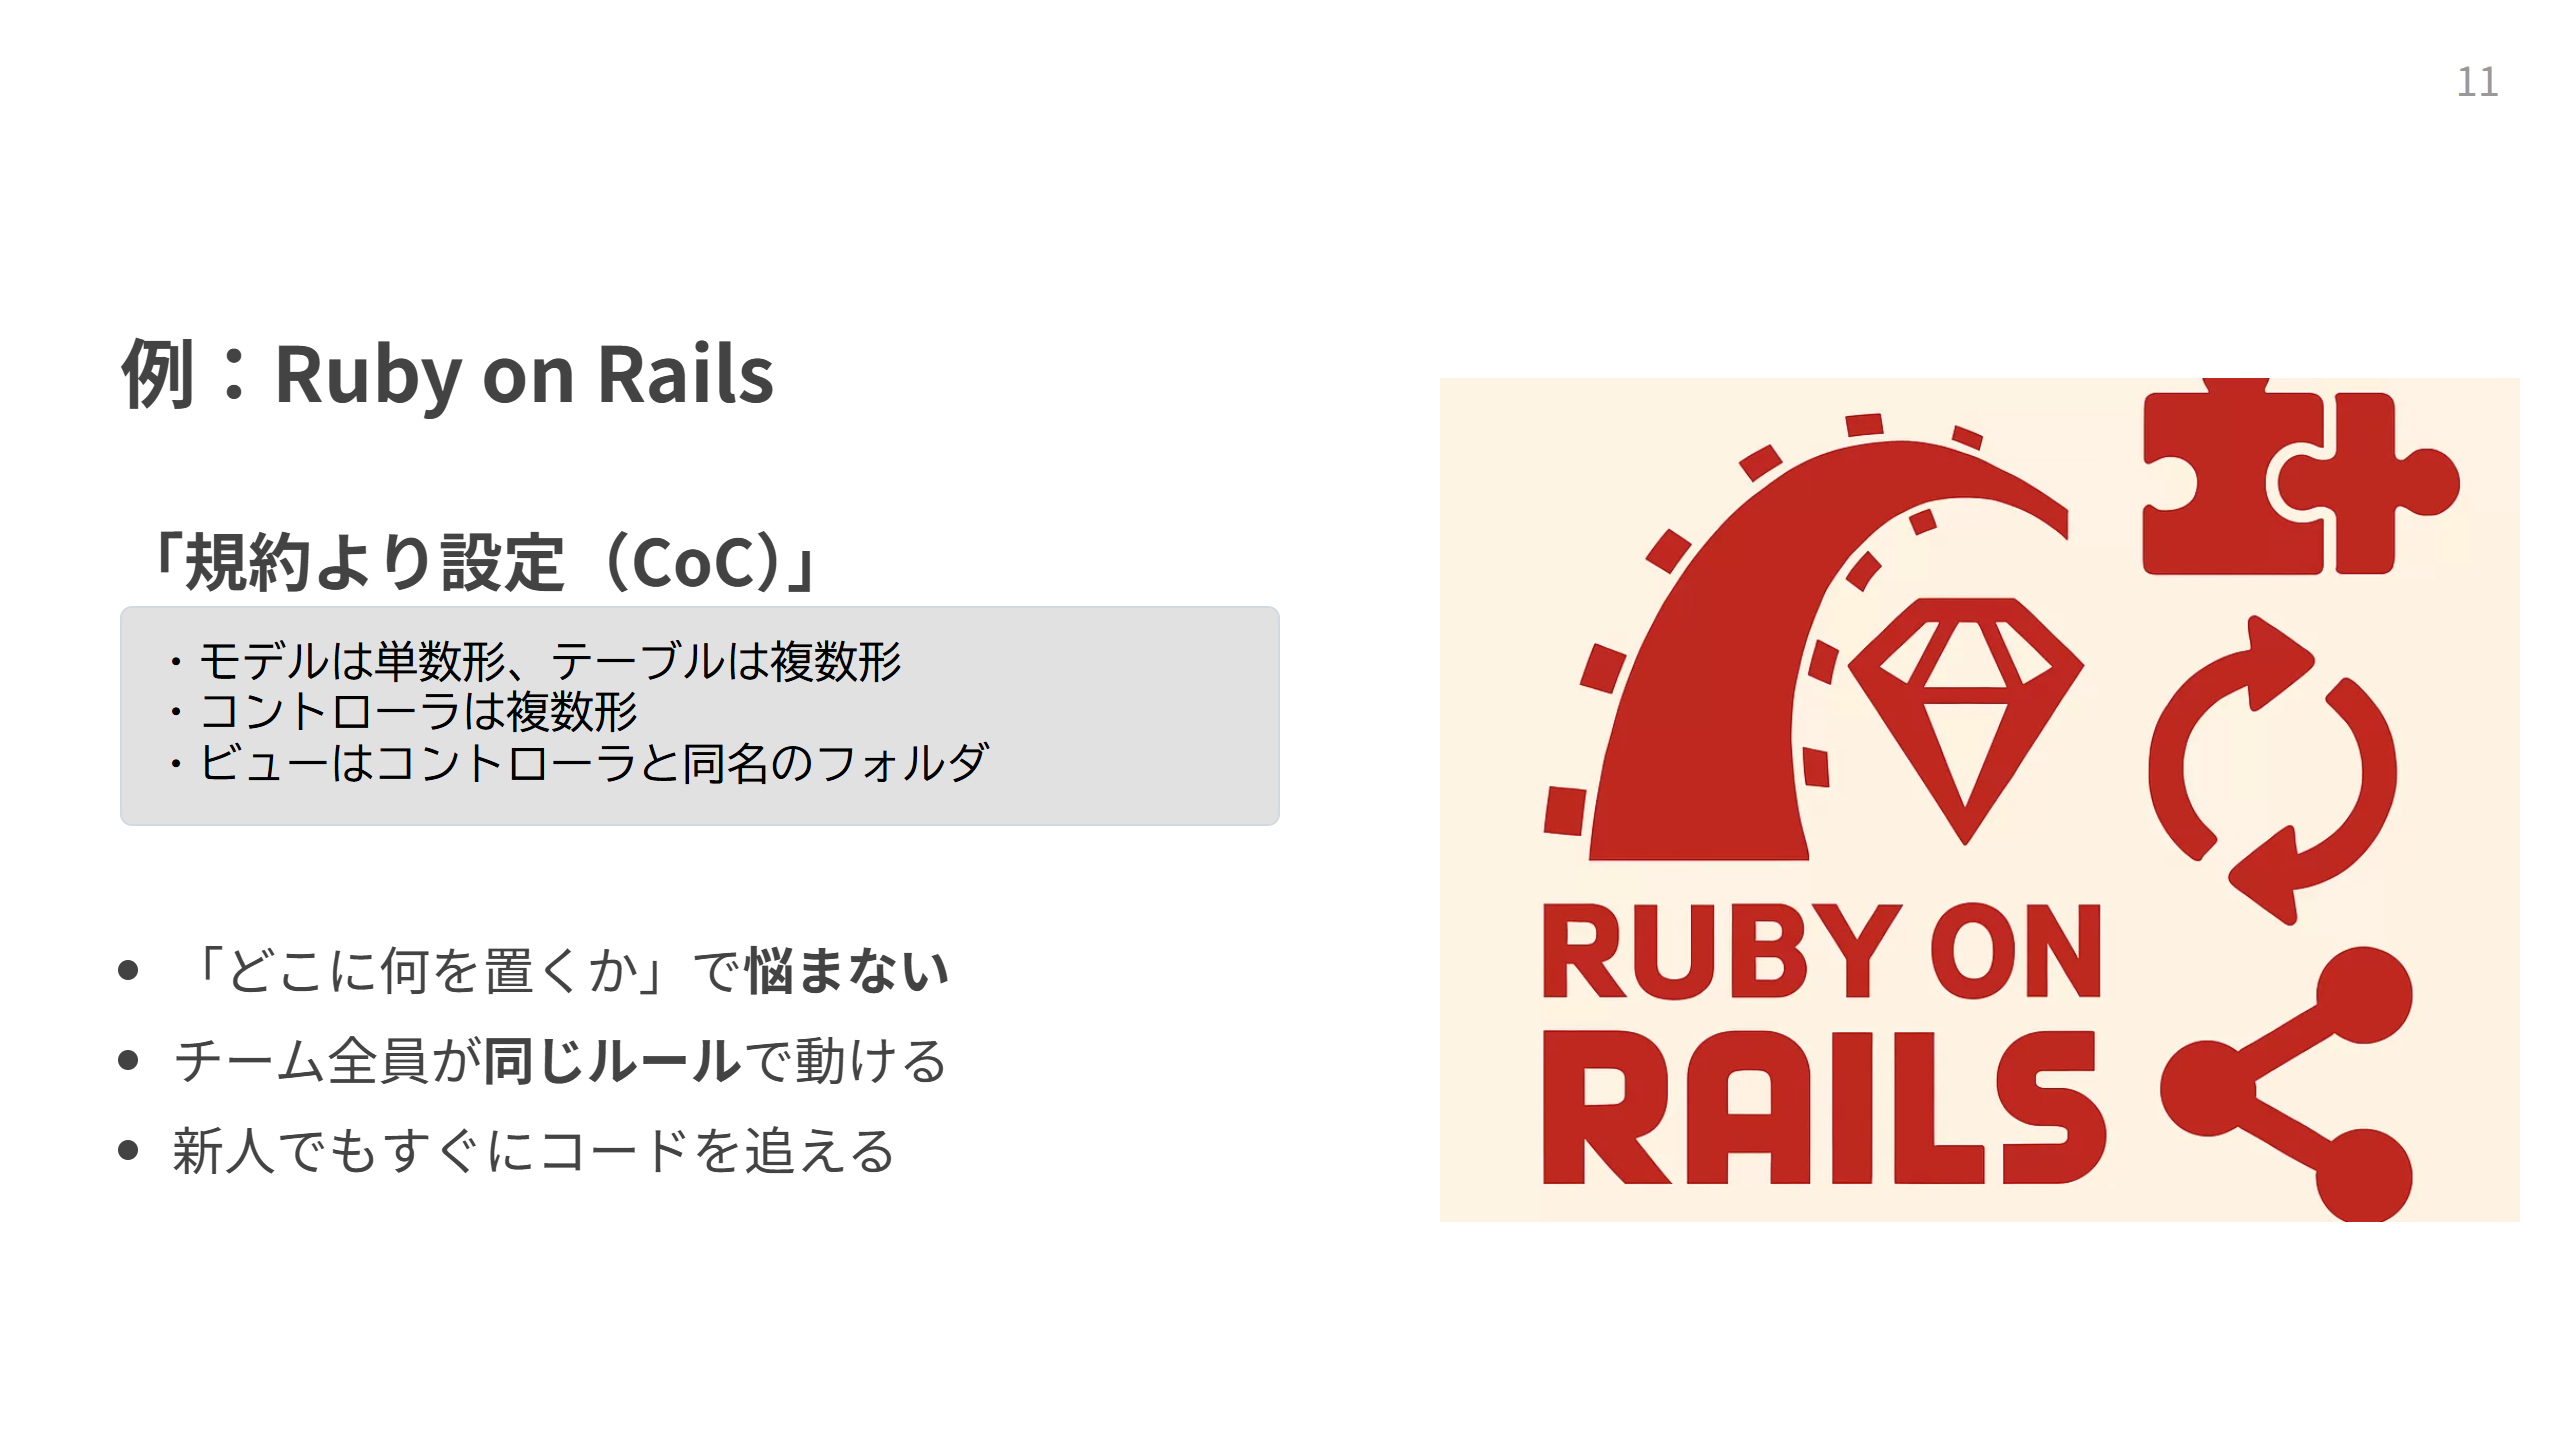 11
例：Ruby on Rails
「規約より設定（CoC）」
・モデルは単数形、テーブルは複数形
・コントローラは複数形
・ビューはコントローラと同名のフォルダ
• 「どこに何を置くか」で悩まない
• チーム全員が同じルールで動ける
• 新人でもすぐにコードを追える
RUBY ON
RAILS